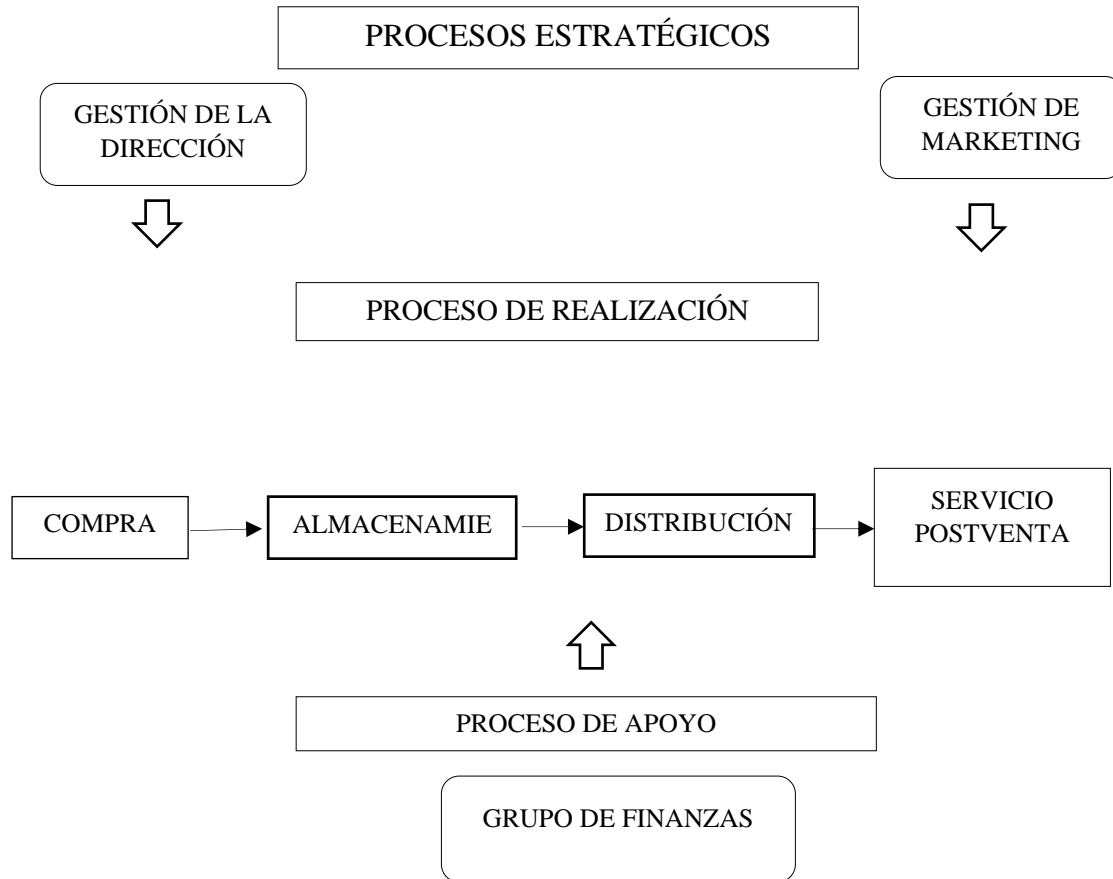 PROCESOS ESTRATÉGICOS
GESTIÓN DE LA
DIRECCIÓN
GESTIÓN DE
MARKETING
PROCESO DE REALIZACIÓN
COMPRA
ALMACENAMIE
DISTRIBUCIÓN
SERVICIO
POSTVENTA
PROCESO DE APOYO
GRUPO DE FINANZAS